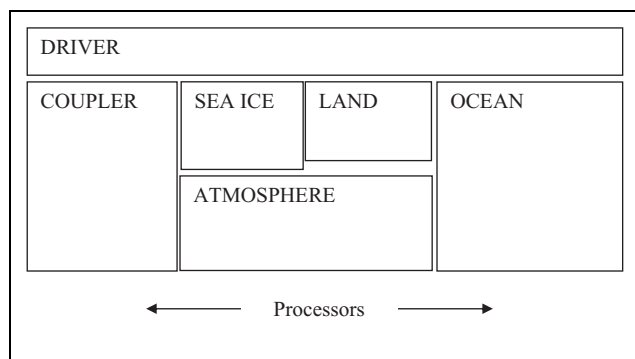 DRIVER
COUPLER
SEA ICE
LAND
OCEAN
ATMOSPHERE
Processors